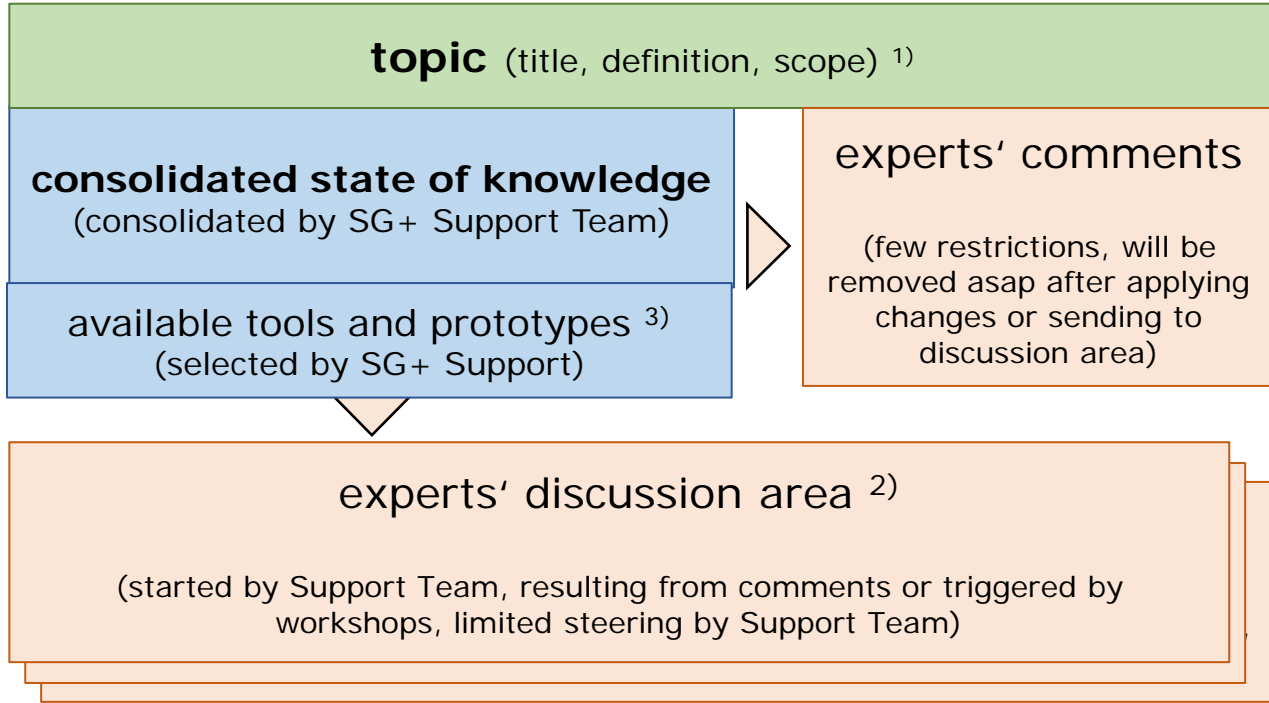 topic (title, definition, scope) 1)
consolidated state of knowledge
(consolidated by SG+ Support Team)
available tools and prototypes 3)
(selected by SG+ Support)
experts‘ comments
(few restrictions, will be
removed asap after applying
changes or sending to
discussion area)
experts‘ discussion area 2)
(started by Support Team, resulting from comments or triggered by
workshops, limited steering by Support Team)